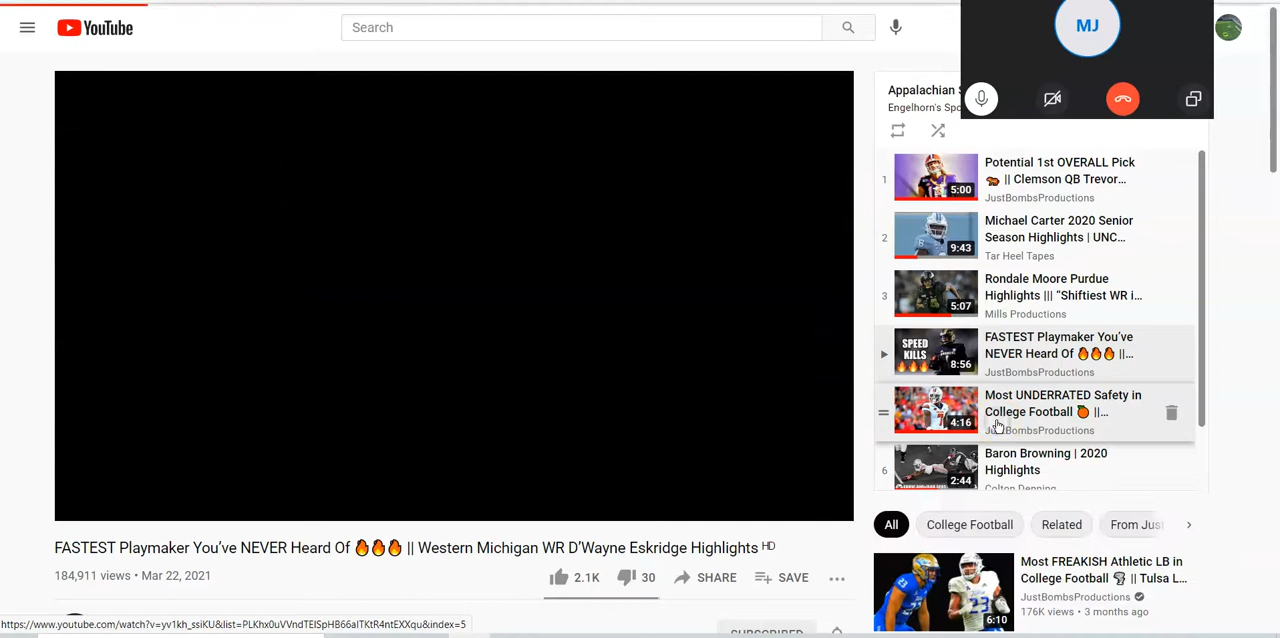 YouTube
Search
MJ
Appalachian S
Engelhorn's Spo
1
Potential 1st OVERALL Pick
🐅 || Clemson QB Trevor...
JustBombsProductions
5:00
2
Michael Carter 2020 Senior
Season Highlights | UNC...
Tar Heel Tapes
9:43
3
Rondale Moore Purdue
Highlights ||| “Shiftiest WR i...
Mills Productions
5:07
SPEED
KILLS
🔥🔥🔥
8:56
FASTEST Playmaker You’ve
NEVER Heard Of 🔥🔥🔥 ||...
JustBombsProductions
4:16
Most UNDERRATED Safety in
College Football 🍊 ||...
JustBombsProductions
6
Baron Browning | 2020
Highlights
Colton Denning
2:44
All
College Football
Related
From Jus
FASTEST Playmaker You’ve NEVER Heard Of 🔥🔥🔥 || Western Michigan WR D’Wayne Eskridge Highlights HD
184,911 views • Mar 22, 2021
2.1K
30
SHARE
SAVE
SUBSCRIBED
Most FREAKISH Athletic LB in
College Football 🌪 || Tulsa L...
JustBombsProductions
176K views • 3 months ago
23
6:10
https://www.youtube.com/watch?v=yv1kh_ssiKU&list=PLKhx0uVVndTEISpHB66aITKtR4ntEXXqu&index=5